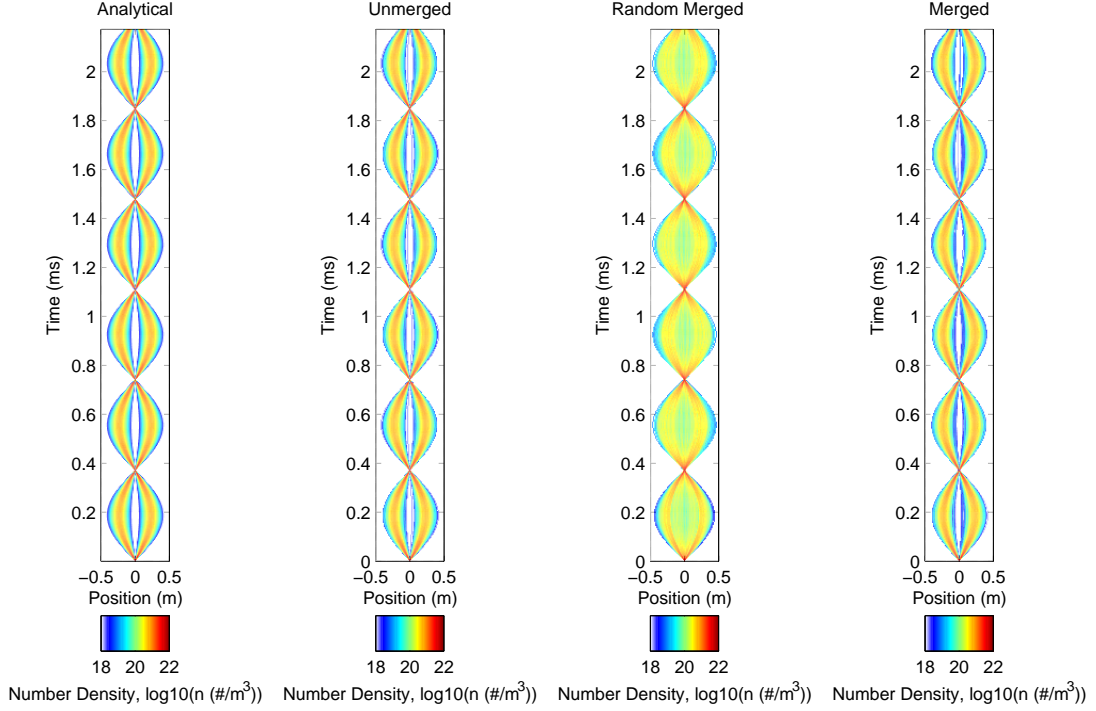 Analytical
Unmerged
Random Merged
Merged
Time (ms)
2
1.8
1.6
1.4
1.2
1
0.8
0.6
0.4
0.2
−0.5 0 0.5
Position (m)
18 20 22
Number Density, log10(n (#/m³))
Time (ms)
2
1.8
1.6
1.4
1.2
1
0.8
0.6
0.4
0.2
0
−0.5 0 0.5
Position (m)
18 20 22
Number Density, log10(n (#/m³))
Time (ms)
2
1.8
1.6
1.4
1.2
1
0.8
0.6
0.4
0.2
0
−0.5 0 0.5
Position (m)
18 20 22
Number Density, log10(n (#/m³))
Time (ms)
2
1.8
1.6
1.4
1.2
1
0.8
0.6
0.4
0.2
0
−0.5 0 0.5
Position (m)
18 20 22
Number Density, log10(n (#/m³))